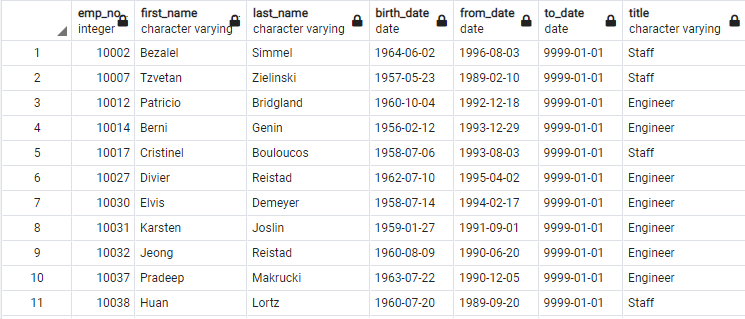 emp_no first_name last_name birth_date from_date to_date title
integer character varying character varying date date date character varying
1 10002 Bezalel Simmel 1964-06-02 1996-08-03 9999-01-01 Staff
2 10007 Tzvetan Zielinski 1957-05-23 1989-02-10 9999-01-01 Staff
3 10012 Patricio Bridgland 1960-10-04 1992-12-18 9999-01-01 Engineer
4 10014 Berni Genin 1956-02-12 1993-12-29 9999-01-01 Engineer
5 10017 Cristinel Bouloucos 1958-07-06 1993-08-03 9999-01-01 Staff
6 10027 Divier Reistad 1962-07-10 1995-04-02 9999-01-01 Engineer
7 10030 Elvis Demeyer 1958-07-14 1994-02-17 9999-01-01 Engineer
8 10031 Karsten Joslin 1959-01-27 1991-09-01 9999-01-01 Engineer
9 10032 Jeong Reistad 1960-08-09 1990-06-20 9999-01-01 Engineer
10 10037 Pradeep Makrucki 1963-07-22 1990-12-05 9999-01-01 Engineer
11 10038 Huan Lortz 1960-07-20 1989-09-20 9999-01-01 Staff